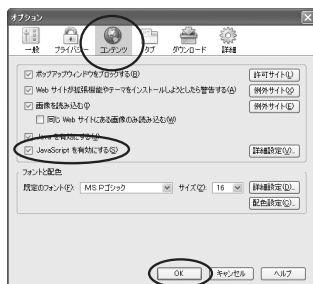 オプション
一般 プライバシー コンテンツ タブ ダウンロード 詳細
ポップアップウィンドウをブロックする(B) 許可サイト(L)
Web サイトが拡張機能やテーマをインストールしようとしたら警告する(A) 例外サイト(X)
画像を読み込む(I) 例外サイト(E)
同じ Web サイトにある画像のみ読み込む(W)
Java を有効にする(V)
JavaScript を有効にする(S) 詳細設定(V)...
フォントと配色
既定のフォント(F): MS Pゴシック サイズ(Z): 16 詳細設定(D)...
配色設定(C)...
OK キャンセル ヘルプ